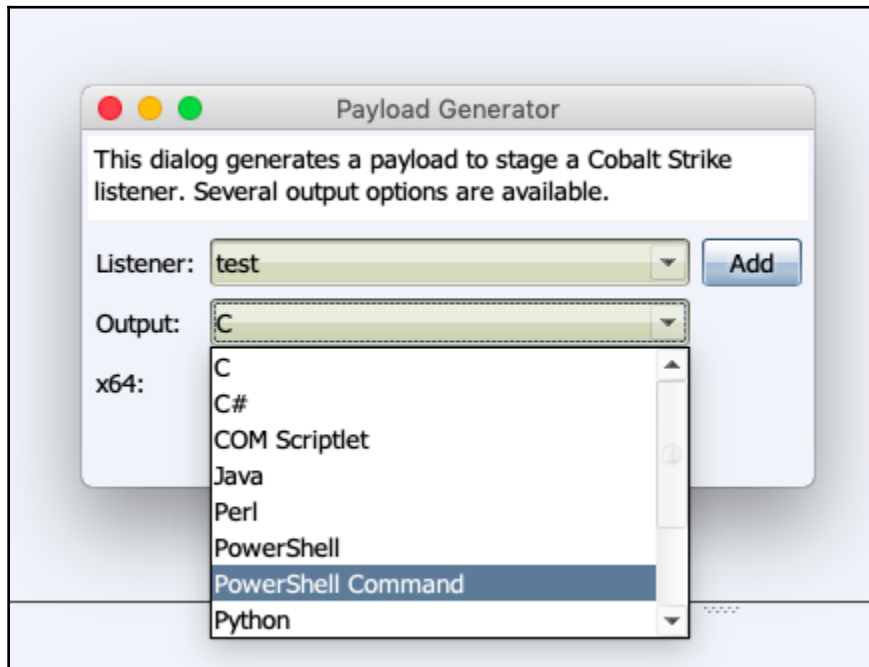 Payload Generator
This dialog generates a payload to stage a Cobalt Strike
listener. Several output options are available.
Listener: test Add
Output: C
x64:
C
C#
COM Scriptlet
Java
Perl
PowerShell
PowerShell Command
Python